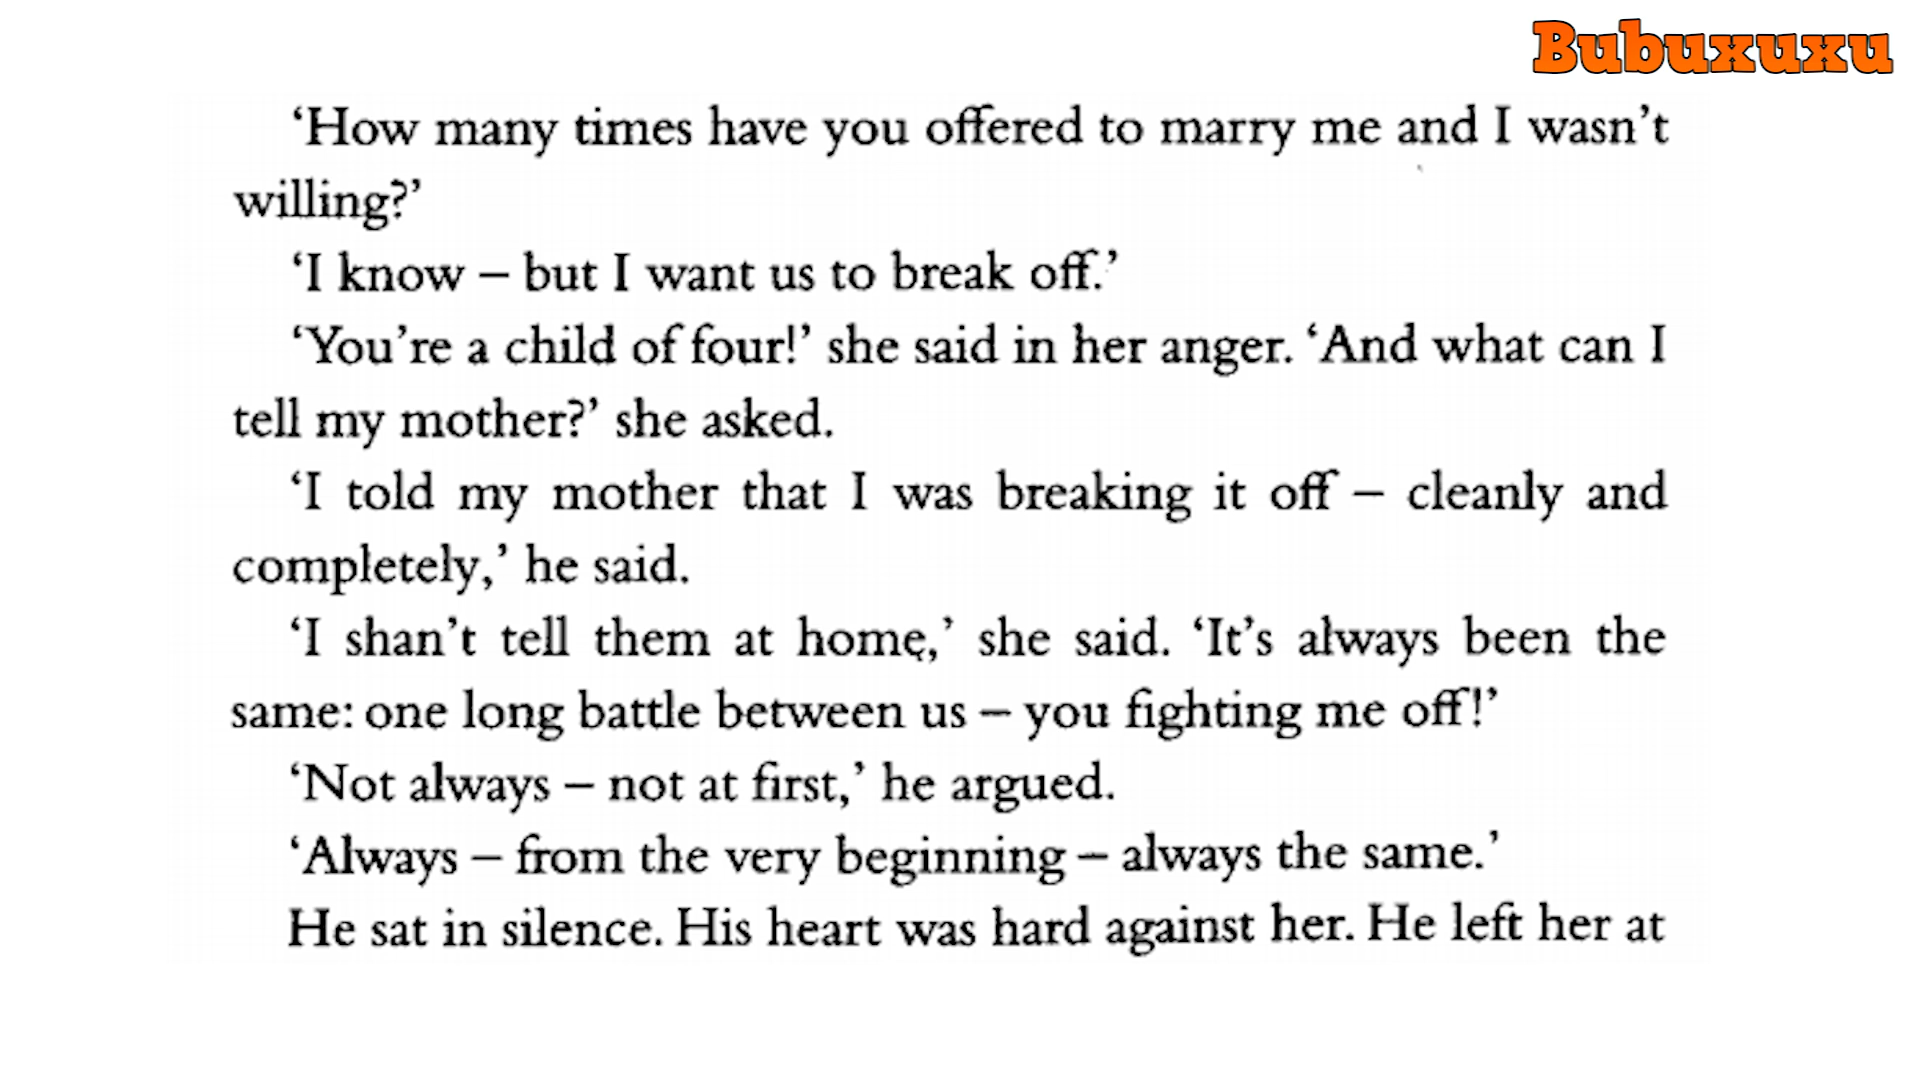 Bubuxuxu
‘How many times have you offered to marry me and I wasn’t
willing?’
‘I know – but I want us to break off.’
‘You’re a child of four!’ she said in her anger. ‘And what can I
tell my mother?’ she asked.
‘I told my mother that I was breaking it off – cleanly and
completely,’ he said.
‘I shan’t tell them at home,’ she said. ‘It’s always been the
same: one long battle between us – you fighting me off!’
‘Not always – not at first,’ he argued.
‘Always – from the very beginning – always the same.’
He sat in silence. His heart was hard against her. He left her at